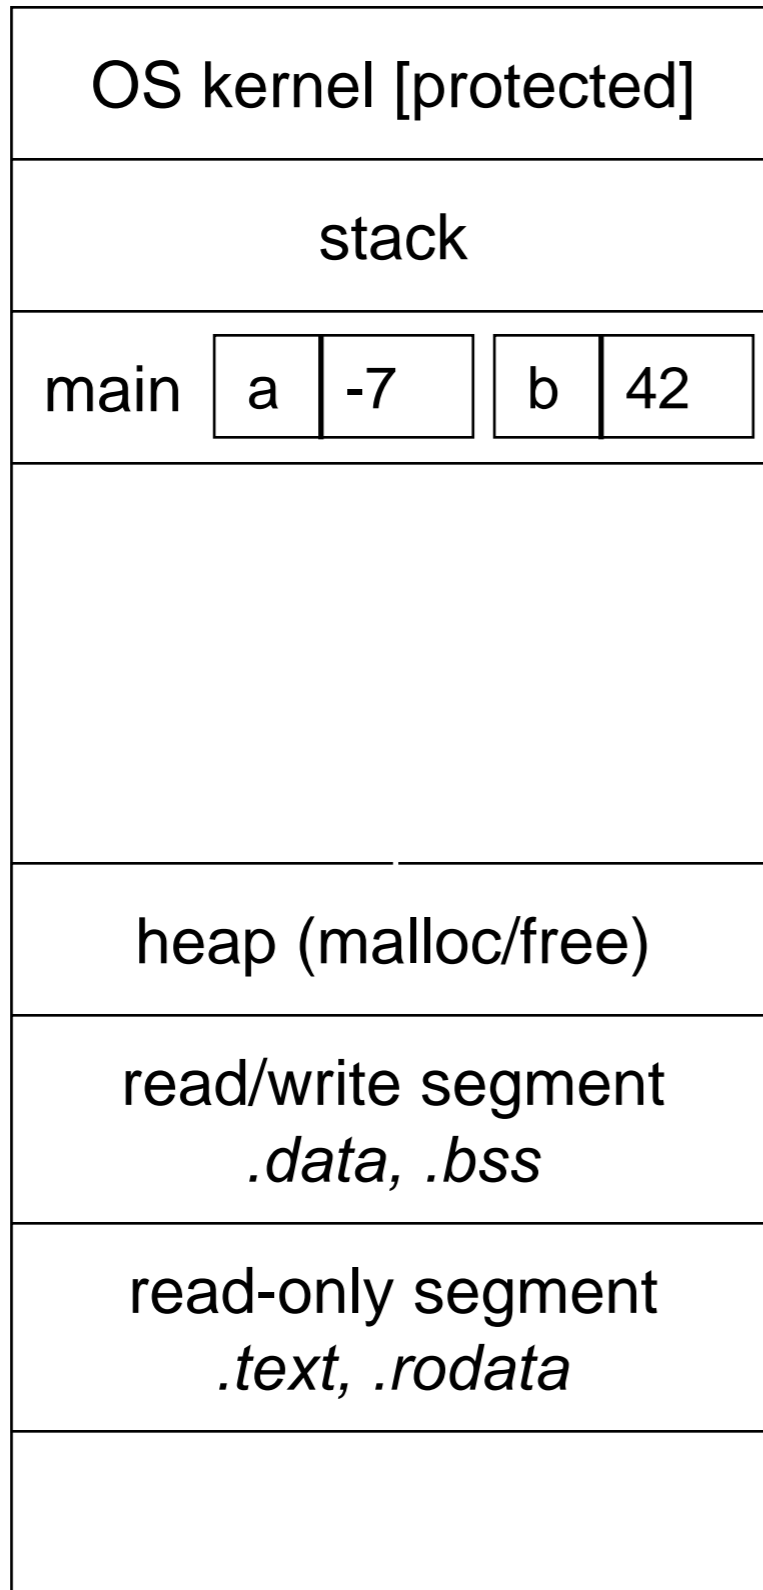 OS kernel [protected]
stack
main a -7 b 42
heap (malloc/free)
read/write segment
.data, .bss
read-only segment
.text, .rodata